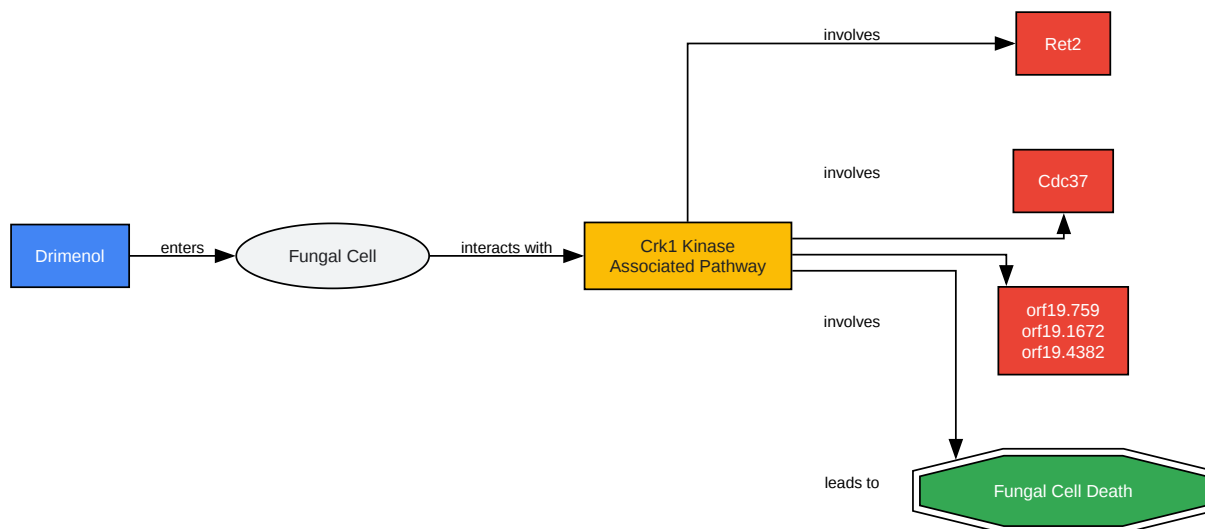 involves
Ret2
involves
Cdc37
Drimenol
enters
Fungal Cell
interacts with
Crk1 Kinase
Associated Pathway
involves
orf19.759
orf19.1672
orf19.4382
leads to
Fungal Cell Death